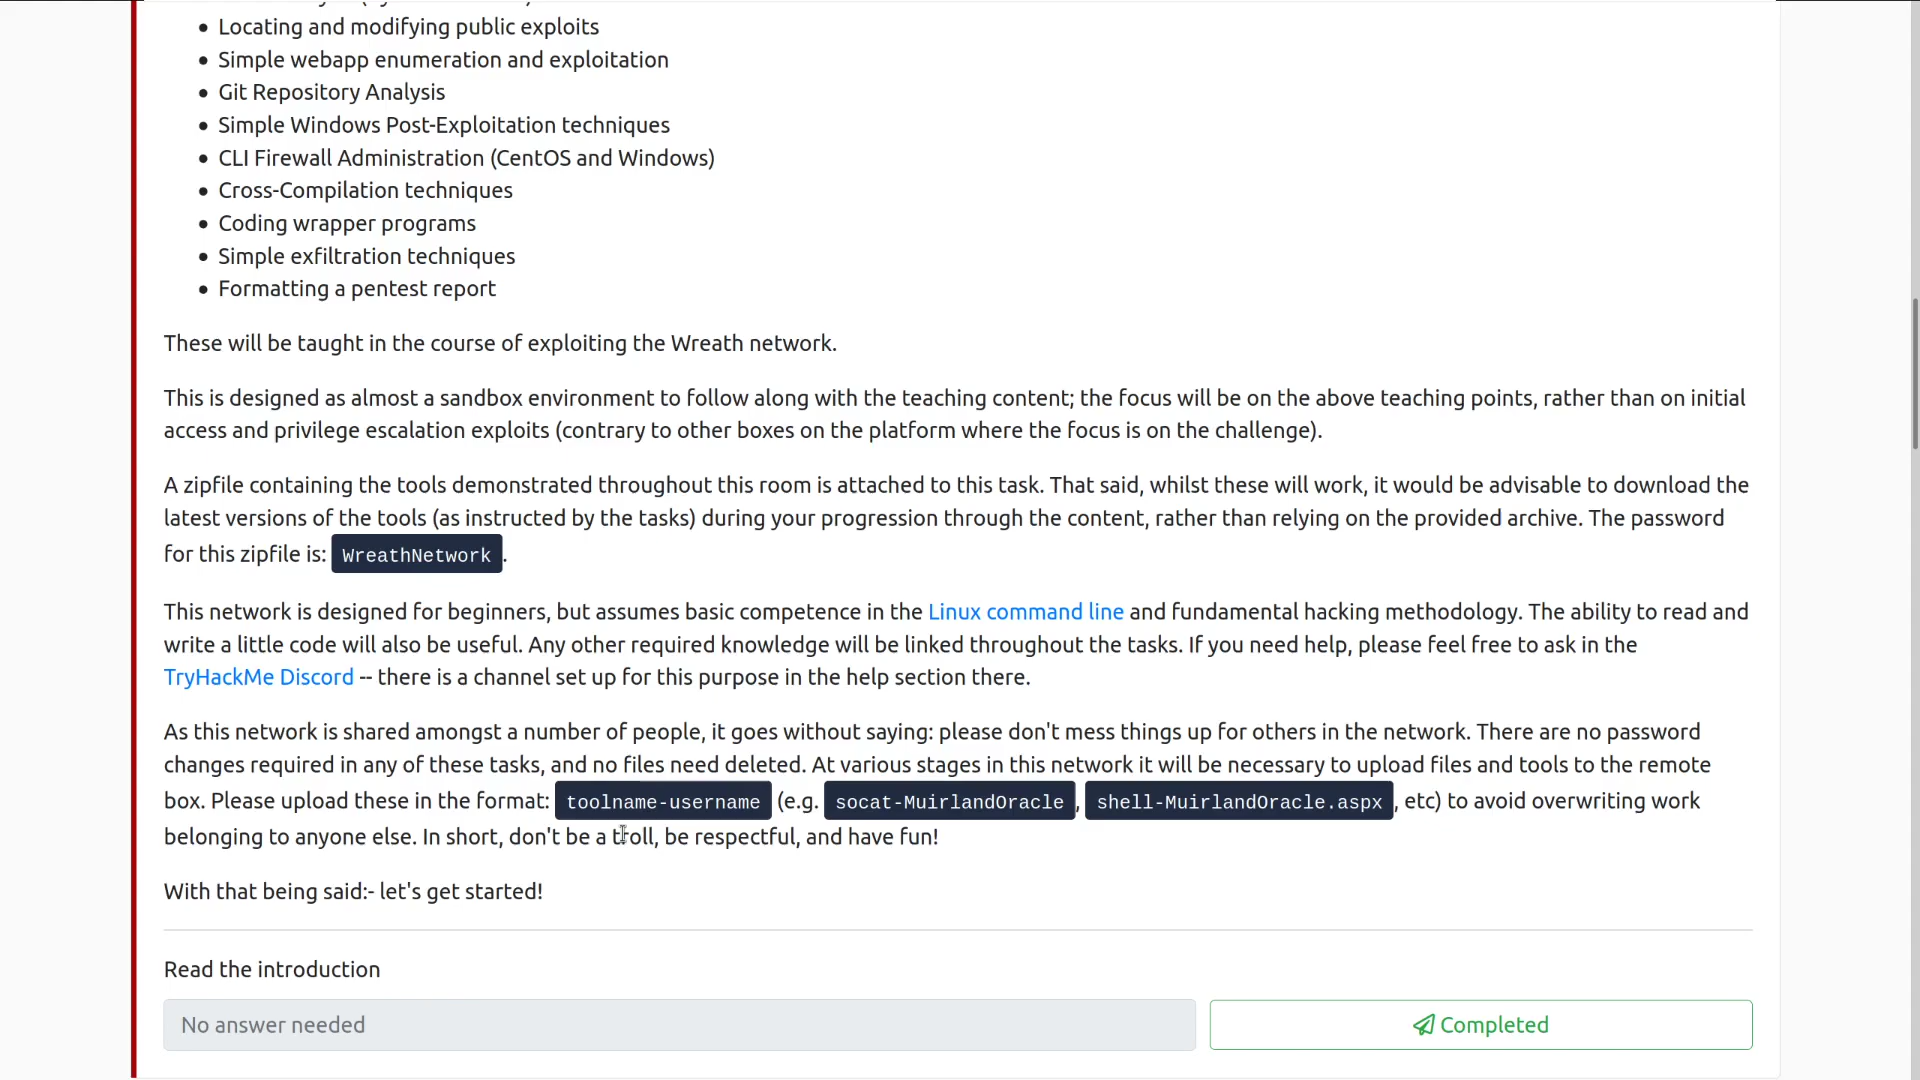 Locating and modifying public exploits
Simple webapp enumeration and exploitation
Git Repository Analysis
Simple Windows Post-Exploitation techniques
CLI Firewall Administration (CentOS and Windows)
Cross-Compilation techniques
Coding wrapper programs
Simple exfiltration techniques
Formatting a pentest report
These will be taught in the course of exploiting the Wreath network.
This is designed as almost a sandbox environment to follow along with the teaching content; the focus will be on the above teaching points, rather than on initial
access and privilege escalation exploits (contrary to other boxes on the platform where the focus is on the challenge).
A zipfile containing the tools demonstrated throughout this room is attached to this task. That said, whilst these will work, it would be advisable to download the
latest versions of the tools (as instructed by the tasks) during your progression through the content, rather than relying on the provided archive. The password
for this zipfile is: WreathNetwork.
This network is designed for beginners, but assumes basic competence in the Linux command line and fundamental hacking methodology. The ability to read and
write a little code will also be useful. Any other required knowledge will be linked throughout the tasks. If you need help, please feel free to ask in the
TryHackMe Discord -- there is a channel set up for this purpose in the help section there.
As this network is shared amongst a number of people, it goes without saying: please don't mess things up for others in the network. There are no password
changes required in any of these tasks, and no files need deleted. At various stages in this network it will be necessary to upload files and tools to the remote
box. Please upload these in the format: toolname-username (e.g. socat-MuirlandOracle, shell-MuirlandOracle.aspx, etc) to avoid overwriting work
belonging to anyone else. In short, don't be a troll, be respectful, and have fun!
With that being said:- let's get started!
Read the introduction
No answer needed
Completed